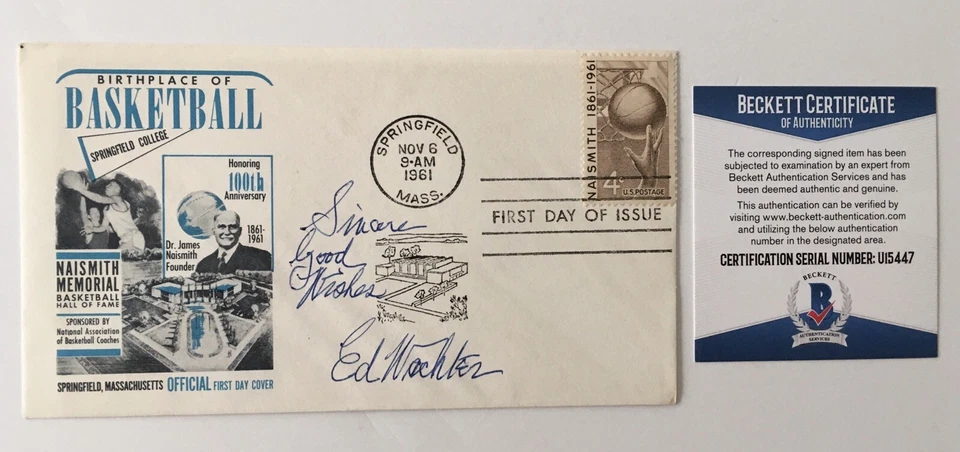 BIRTHPLACE OF
BASKETBALL
SPRINGFIELD COLLEGE
Honoring
100th
Anniversary
1861-
1961
Dr. James
Naismith
Founder
NAISMITH
MEMORIAL
BASKETBALL
HALL OF FAME
SPONSORED BY
National Association
of Basketball Coaches
SPRINGFIELD, MASSACHUSETTS OFFICIAL FIRST DAY COVER
SPRINGFIELD
NOV 6
9-AM
1961
MASS.
NAISMITH 1861-1961
4¢
U.S. POSTAGE
FIRST DAY OF ISSUE
Sincere
Good
Wishes
Ed Wachter
BECKETT CERTIFICATE
OF AUTHENTICITY
The corresponding signed item has been
subjected to examination by an expert from
Beckett Authentication Services and has
been deemed authentic and genuine.
This authentication can be verified by
visiting www.beckett-authentication.com
and utilizing the below authentication
number in the designated area.
CERTIFICATION SERIAL NUMBER: U15447
BECKETT
B
AUTHENTICATION
SERVICES